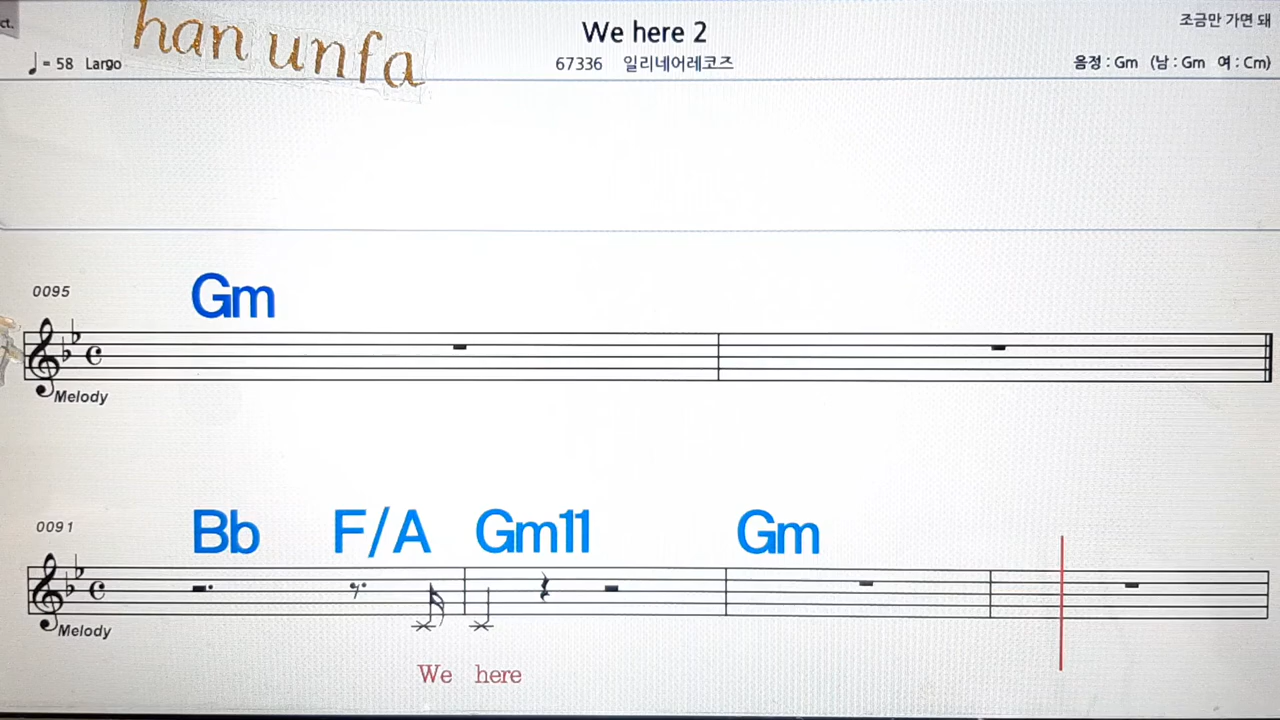 ct.
han unfa
We here 2
조금만 가면 돼
♩ = 58 Largo
67336 일리네어레코즈
음정 : Gm (남 : Gm 여 : Cm)
0095
Gm
Melody
0091
Bb F/A Gm11 Gm
Melody
We here